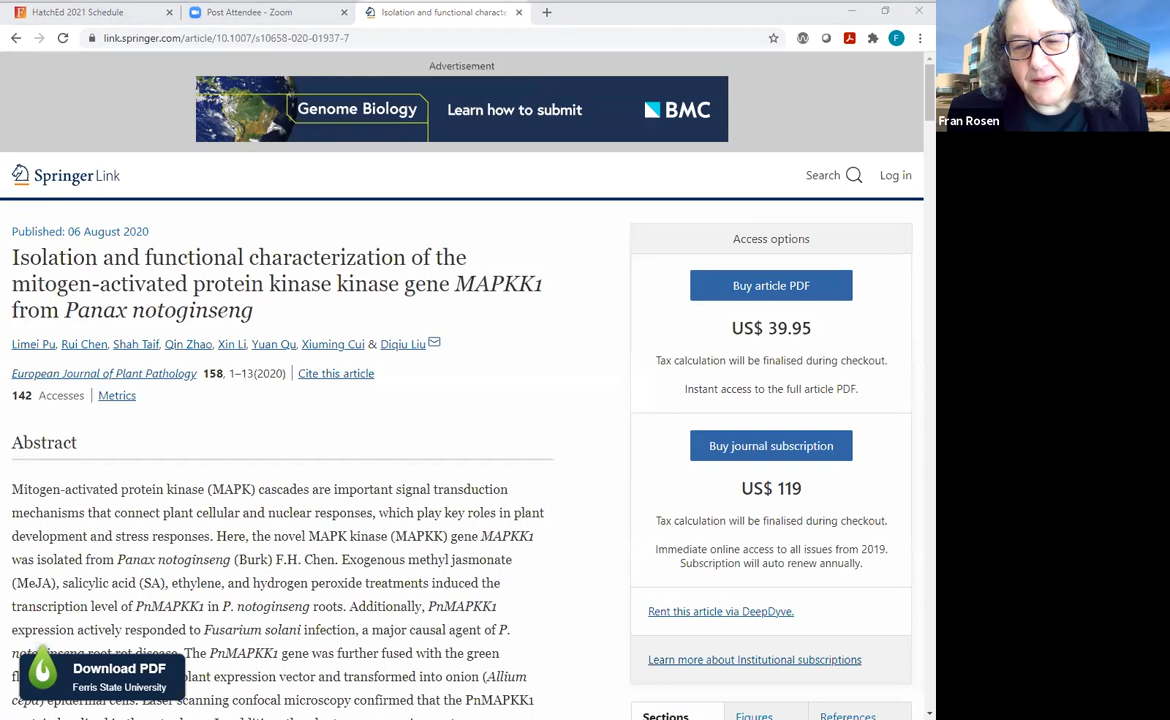 HatchEd 2021 Schedule
Post Attendee - Zoom
Isolation and functional characte
link.springer.com/article/10.1007/s10658-020-01937-7
F
Advertisement
Genome Biology
Learn how to submit
BMC
Fran Rosen
Springer Link
Search
Log in
Published: 06 August 2020
Isolation and functional characterization of the
mitogen-activated protein kinase kinase gene MAPKK1
from Panax notoginseng
Limei Pu, Rui Chen, Shah Taif, Qin Zhao, Xin Li, Yuan Qu, Xiuming Cui & Diqiu Liu
European Journal of Plant Pathology 158, 1–13(2020) | Cite this article
142 Accesses | Metrics
Abstract
Mitogen-activated protein kinase (MAPK) cascades are important signal transduction
mechanisms that connect plant cellular and nuclear responses, which play key roles in plant
development and stress responses. Here, the novel MAPK kinase (MAPKK) gene MAPKK1
was isolated from Panax notoginseng (Burk) F.H. Chen. Exogenous methyl jasmonate
(MeJA), salicylic acid (SA), ethylene, and hydrogen peroxide treatments induced the
transcription level of PnMAPKK1 in P. notoginseng roots. Additionally, PnMAPKK1
expression actively responded to Fusarium solani infection, a major causal agent of P.
root rot disease. The PnMAPKK1 gene was further fused with the green
plant expression vector and transformed into onion (Allium
cepa) epidermal cells. Laser scanning confocal microscopy confirmed that the PnMAPKK1
Download PDF
Ferris State University
Access options
Buy article PDF
US$ 39.95
Tax calculation will be finalised during checkout.
Instant access to the full article PDF.
Buy journal subscription
US$ 119
Tax calculation will be finalised during checkout.
Immediate online access to all issues from 2019.
Subscription will auto renew annually.
Rent this article via DeepDyve.
Learn more about Institutional subscriptions
Sections
Figures
References